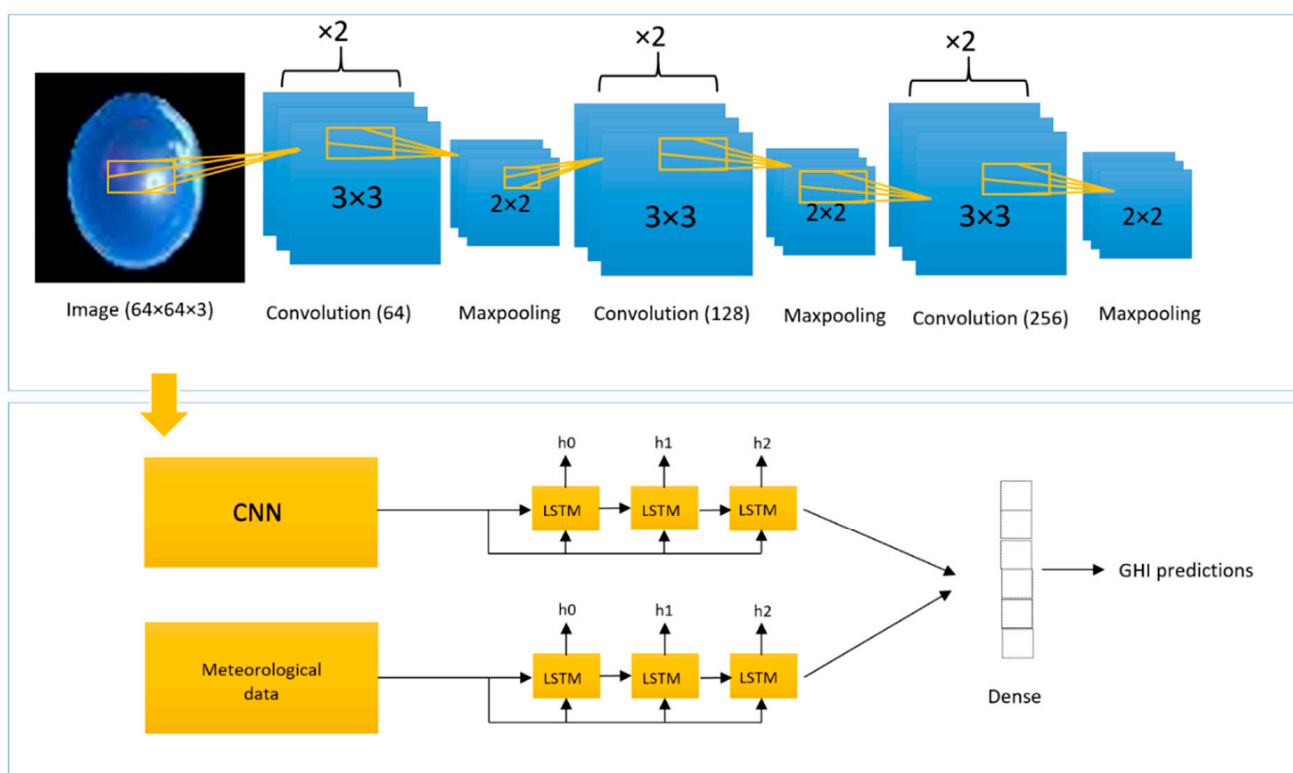 ×2
×2
×2
3×3
2×2
3×3
2×2
3×3
2×2
Image (64×64×3)
Convolution (64)
Maxpooling
Convolution (128)
Maxpooling
Convolution (256)
Maxpooling
CNN
h0
h1
h2
LSTM
LSTM
LSTM
GHI predictions
Meteorological
data
h0
h1
h2
LSTM
LSTM
LSTM
Dense